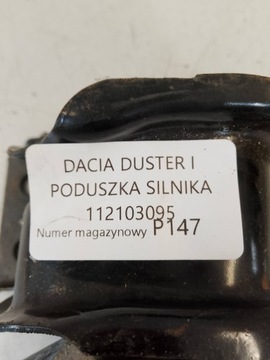 DACIA DUSTER I
PODUSZKA SILNIKA
112103095
Numer magazynowy P147